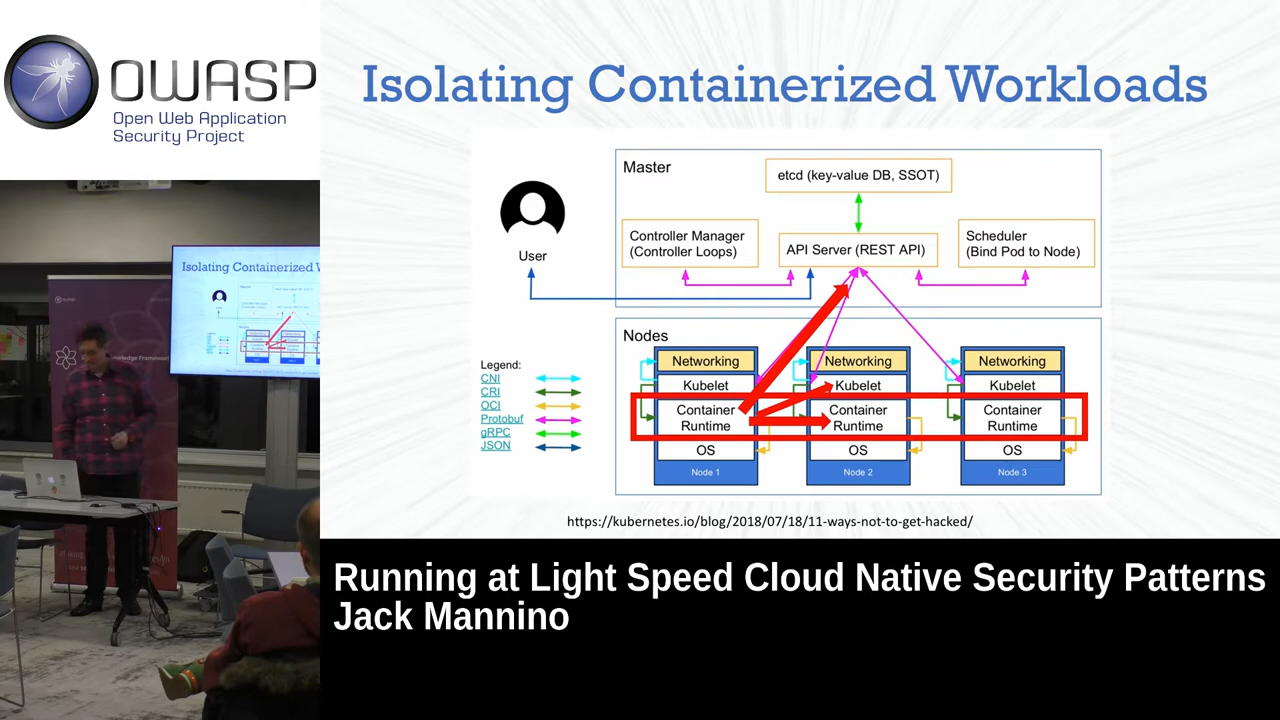 OWASP
Open Web Application
Security Project
Isolating Containerized Workloads
Master
etcd (key-value DB, SSOT)
User
Controller Manager
(Controller Loops)
API Server (REST API)
Scheduler
(Bind Pod to Node)
Nodes
Legend:
CNI
CRI
OCI
Protobuf
gRPC
JSON
Networking
Kubelet
Container
Runtime
OS
Node 1
Networking
Kubelet
Container
Runtime
OS
Node 2
Networking
Kubelet
Container
Runtime
OS
Node 3
https://kubernetes.io/blog/2018/07/18/11-ways-not-to-get-hacked/
Isolating Containerized W
Running at Light Speed Cloud Native Security Patterns
Jack Mannino